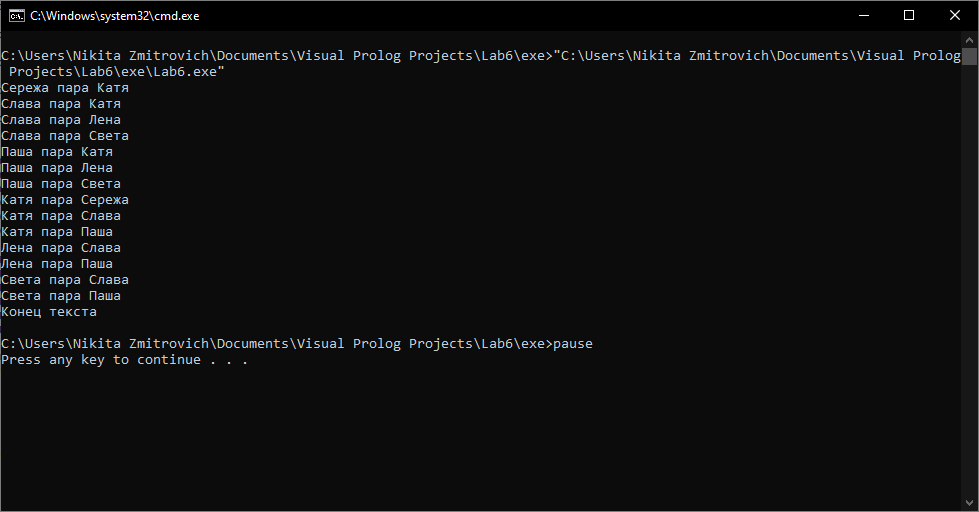 C:\Windows\system32\cmd.exe
C:\Users\Nikita Zmitrovich\Documents\Visual Prolog Projects\Lab6\exe>"C:\Users\Nikita Zmitrovich\Documents\Visual Prolog
 Projects\Lab6\exe\Lab6.exe"
Сережа пара Катя
Слава пара Катя
Слава пара Лена
Слава пара Света
Паша пара Катя
Паша пара Лена
Паша пара Света
Катя пара Сережа
Катя пара Слава
Катя пара Паша
Лена пара Слава
Лена пара Паша
Света пара Слава
Света пара Паша
Конец текста
C:\Users\Nikita Zmitrovich\Documents\Visual Prolog Projects\Lab6\exe>pause
Press any key to continue . . .